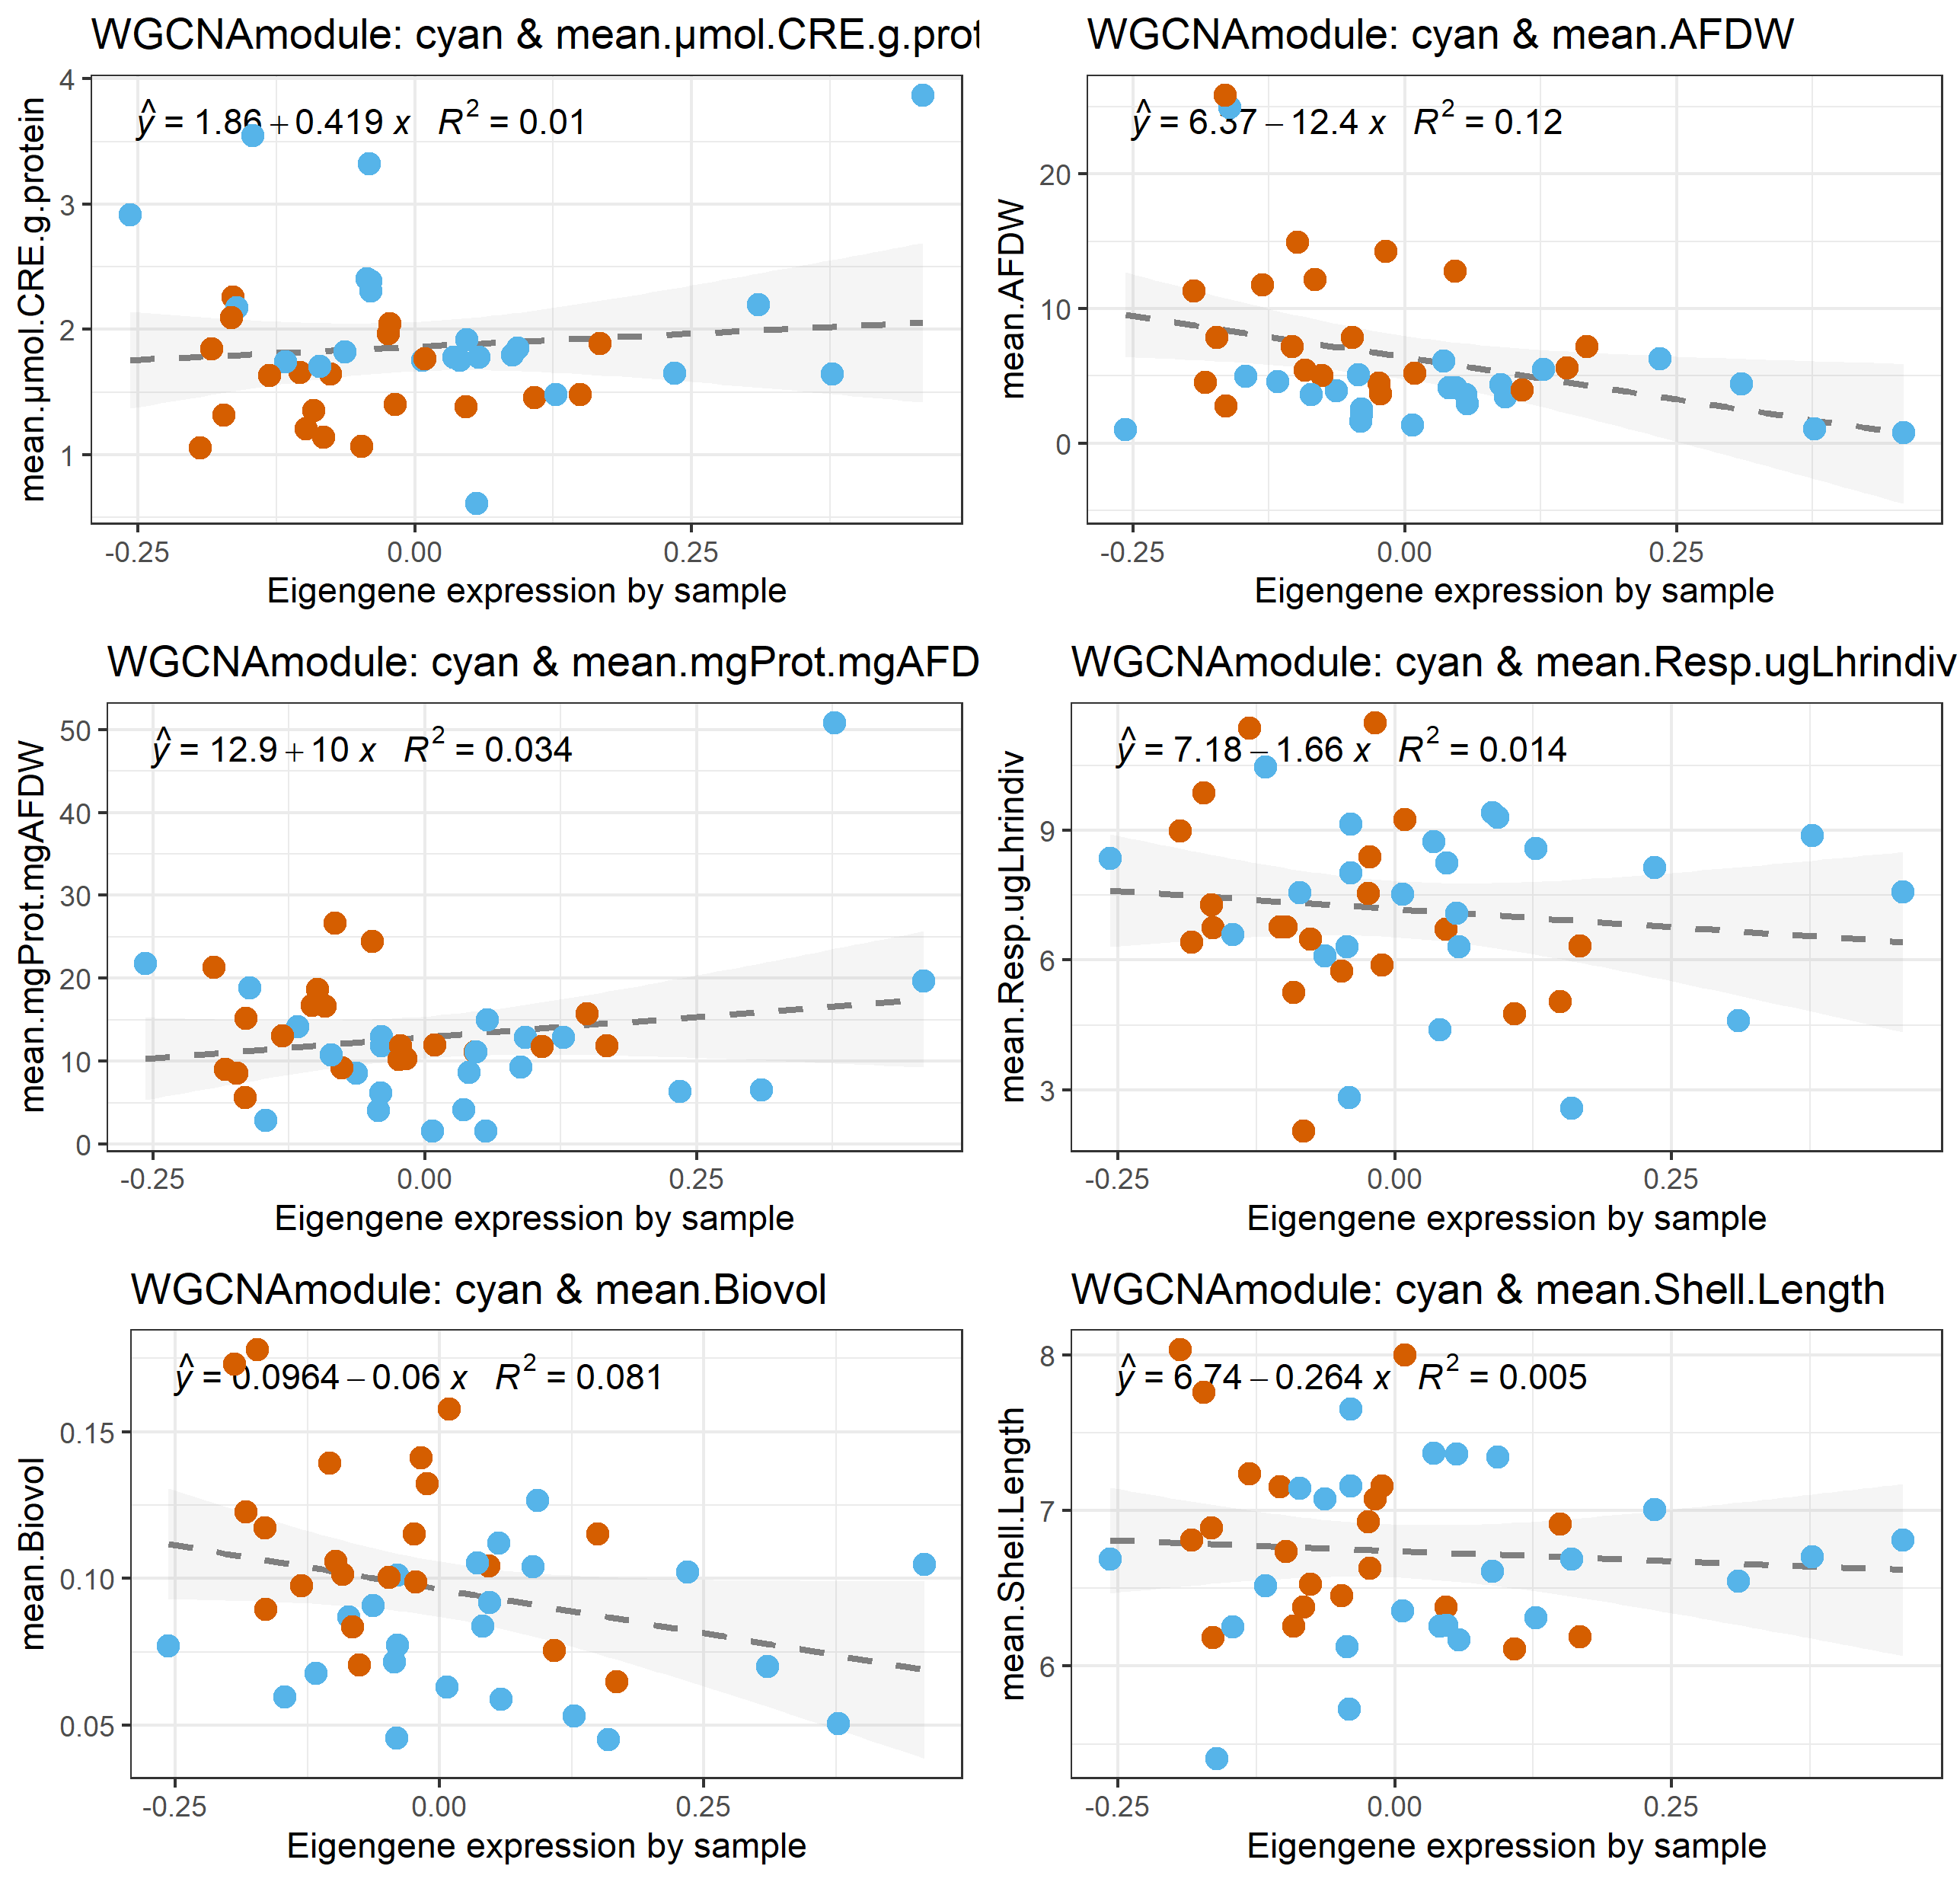 WGCNAmodule: cyan & mean.µmol.CRE.g.prot
ŷ = 1.86 + 0.419 x R² = 0.01
mean.µmol.CRE.g.protein
4
3
2
1
-0.25 0.00 0.25
Eigengene expression by sample
WGCNAmodule: cyan & mean.AFDW
ŷ = 6.37 − 12.4 x R² = 0.12
mean.AFDW
20
10
0
-0.25 0.00 0.25
Eigengene expression by sample
WGCNAmodule: cyan & mean.mgProt.mgAFD
ŷ = 12.9 + 10 x R² = 0.034
mean.mgProt.mgAFDW
50
40
30
20
10
0
-0.25 0.00 0.25
Eigengene expression by sample
WGCNAmodule: cyan & mean.Resp.ugLhrindiv
ŷ = 7.18 − 1.66 x R² = 0.014
mean.Resp.ugLhrindiv
9
6
3
-0.25 0.00 0.25
Eigengene expression by sample
WGCNAmodule: cyan & mean.Biovol
ŷ = 0.0964 − 0.06 x R² = 0.081
mean.Biovol
0.15
0.10
0.05
-0.25 0.00 0.25
Eigengene expression by sample
WGCNAmodule: cyan & mean.Shell.Length
ŷ = 6.74 − 0.264 x R² = 0.005
mean.Shell.Length
8
7
6
-0.25 0.00 0.25
Eigengene expression by sample